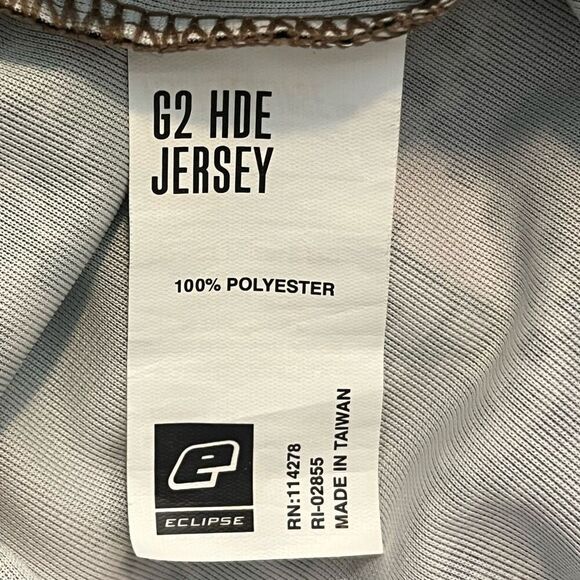 G2 HDE
JERSEY
100% POLYESTER
e
ECLIPSE
RN:114278
RI-02855
MADE IN TAIWAN